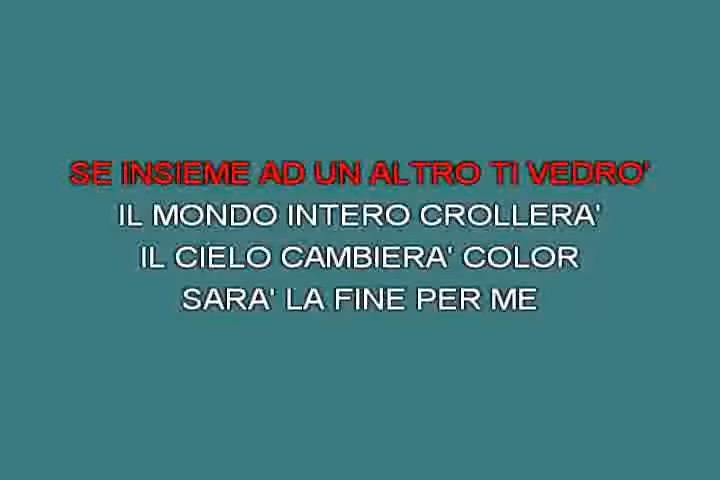 SE INSIEME AD UN ALTRO TI VEDRO'
IL MONDO INTERO CROLLERA'
IL CIELO CAMBIERA' COLOR
SARA' LA FINE PER ME